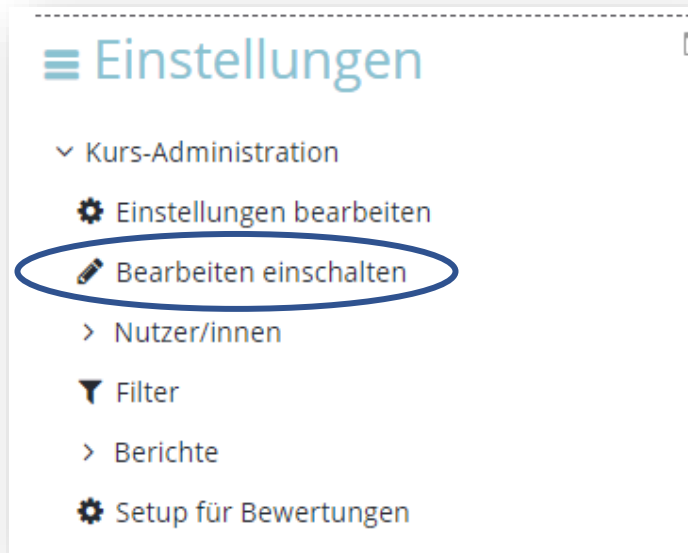 Einstellungen
Kurs-Administration
Einstellungen bearbeiten
Bearbeiten einschalten
Nutzer/innen
Filter
Berichte
Setup für Bewertungen